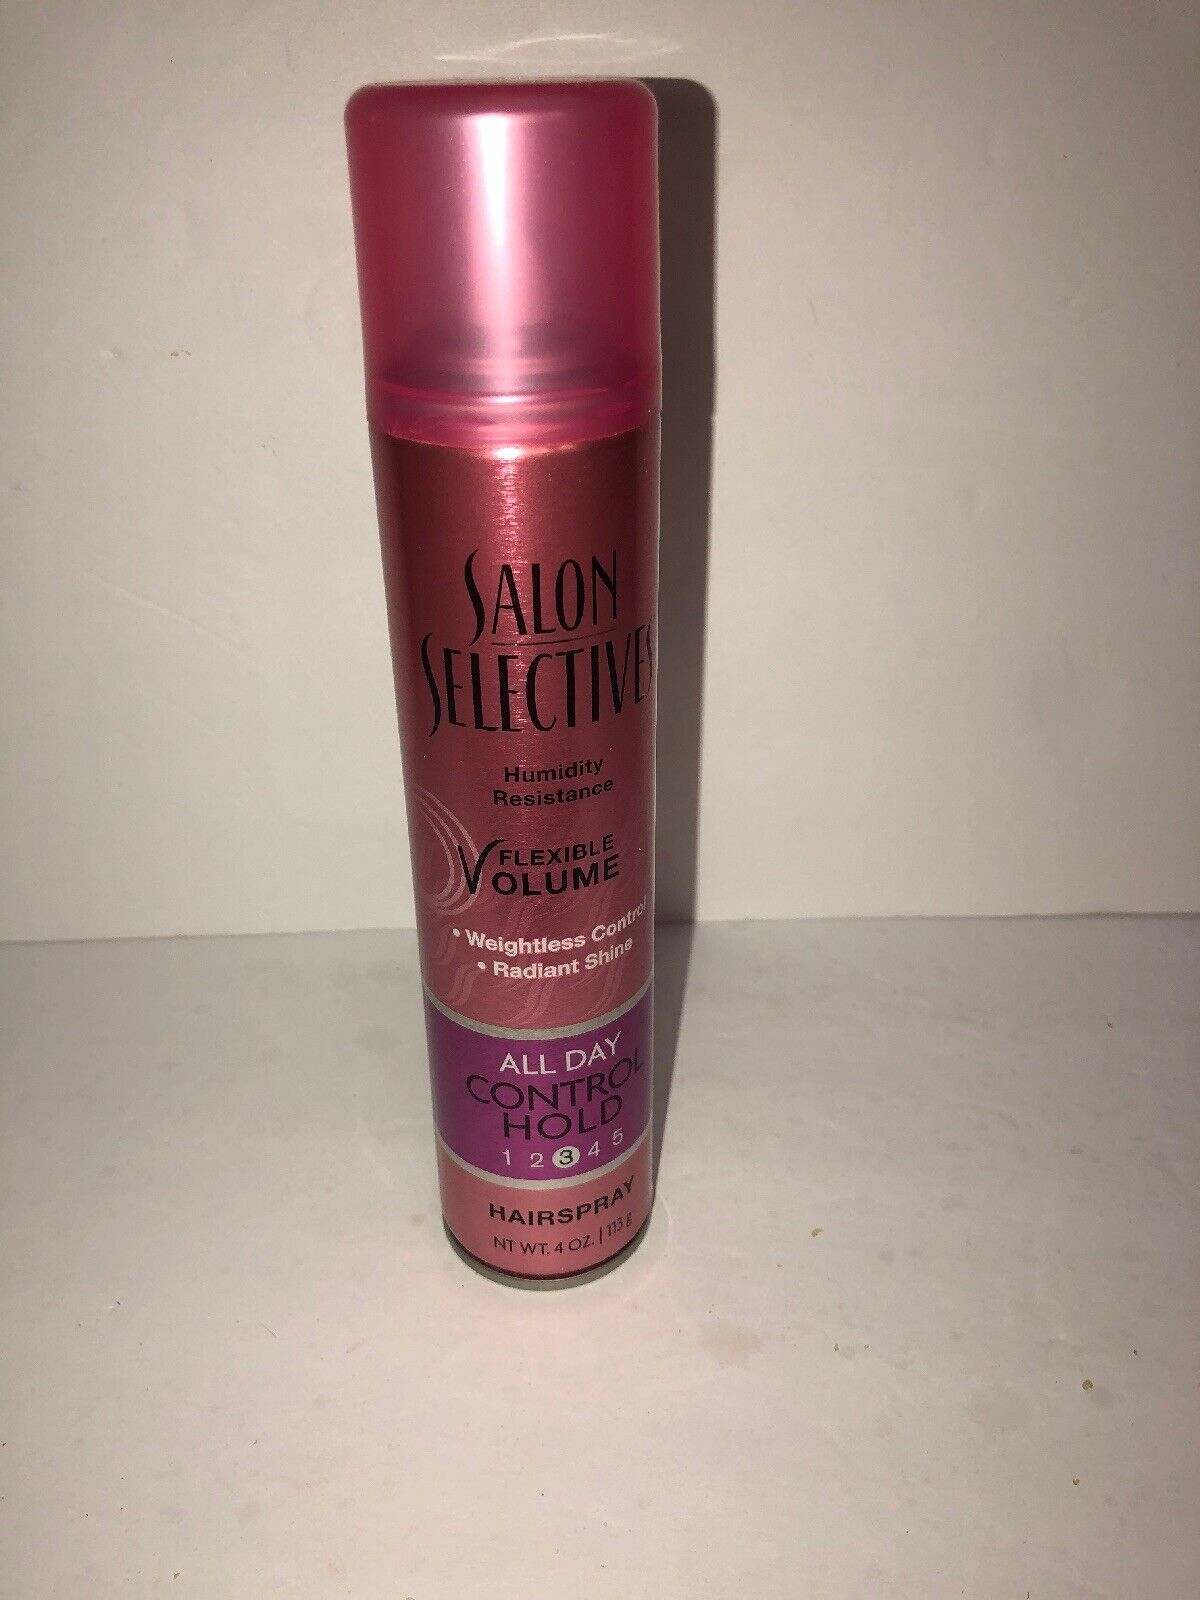 SALON
SELECTIVES
Humidity
Resistance
FLEXIBLE
VOLUME
• Weightless Control
• Radiant Shine
ALL DAY
CONTROL
HOLD
1 2 3 4 5
HAIRSPRAY
NT WT. 4 OZ. | 113 g